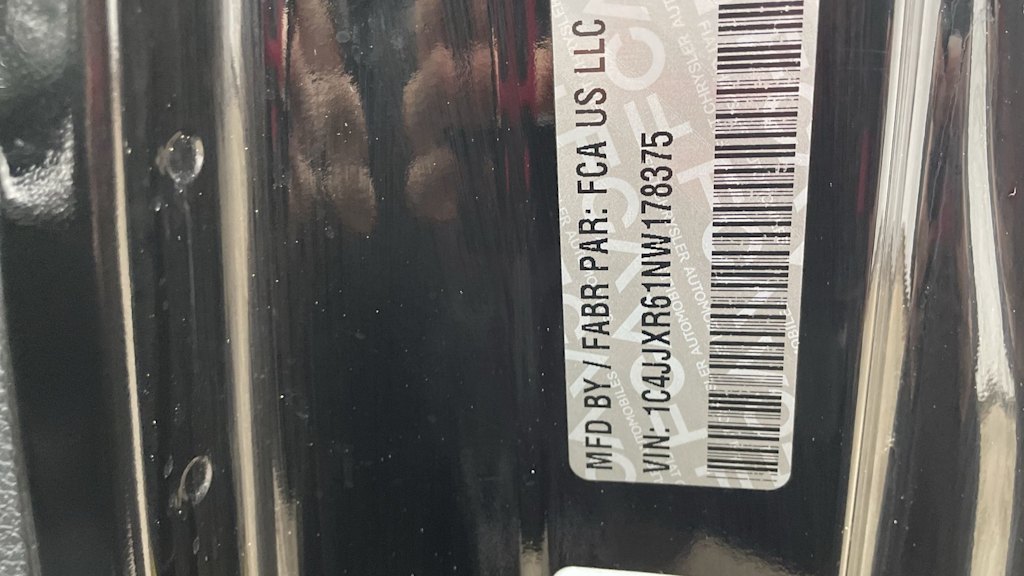 MFD BY / FABR PAR: FCA US LLC
VIN: 1C4JJXR61NW178375